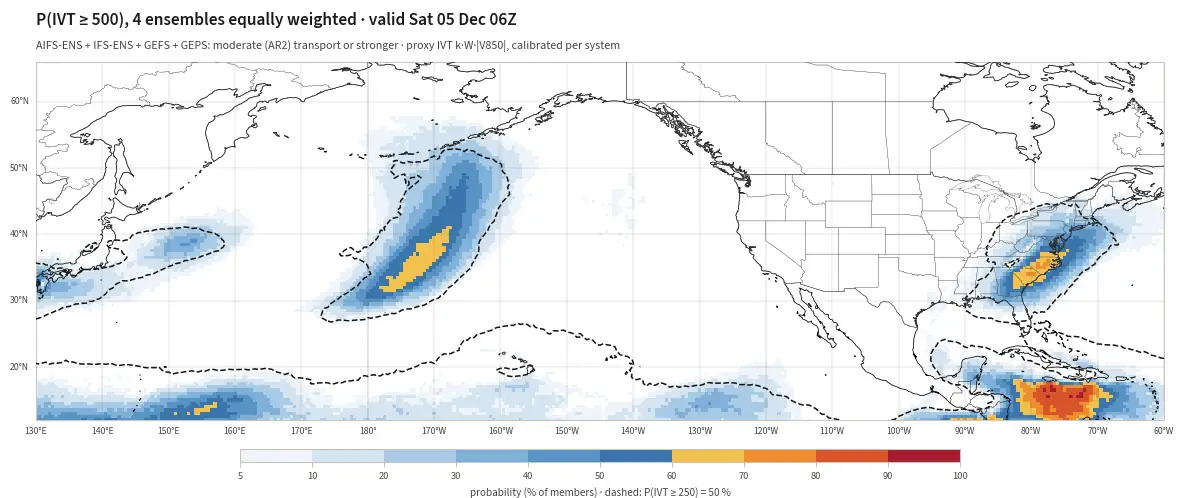 P(IVT ≥ 500), 4 ensembles equally weighted · valid Sat 05 Dec 06Z
AIFS-ENS + IFS-ENS + GEFS + GEPS: moderate (AR2) transport or stronger · proxy IVT k·W·|V850|, calibrated per system
60°N
50°N
40°N
30°N
20°N
130°E 140°E 150°E 160°E 170°E 180° 170°W 160°W 150°W 140°W 130°W 120°W 110°W 100°W 90°W 80°W 70°W 60°W
5 10 20 30 40 50 60 70 80 90 100
probability (% of members) · dashed: P(IVT ≥ 250) = 50 %